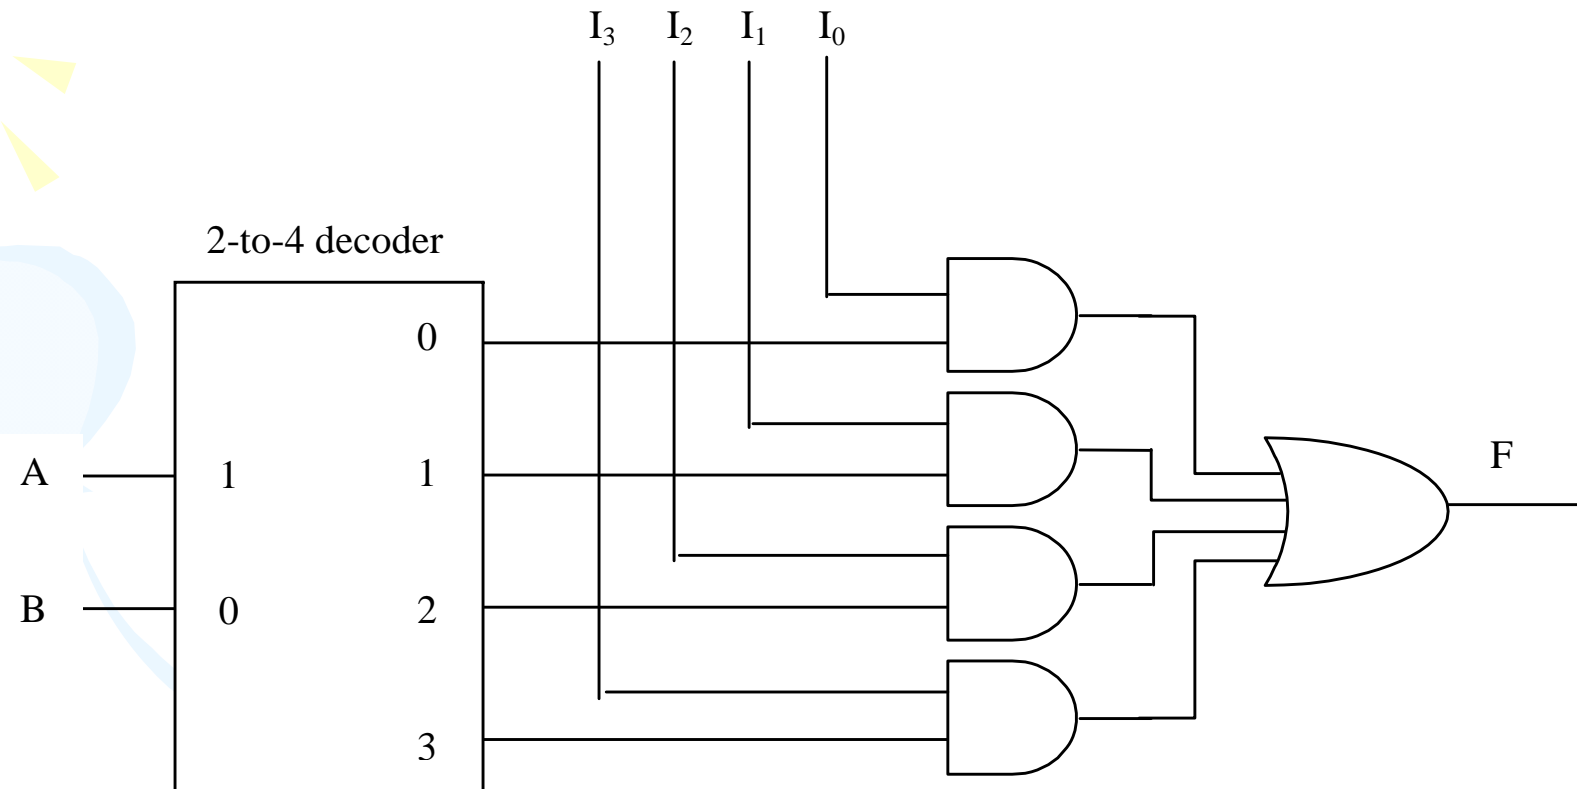 I₃ I₂ I₁ I₀
2-to-4 decoder
0
A 1 1 F
B 0 2
3